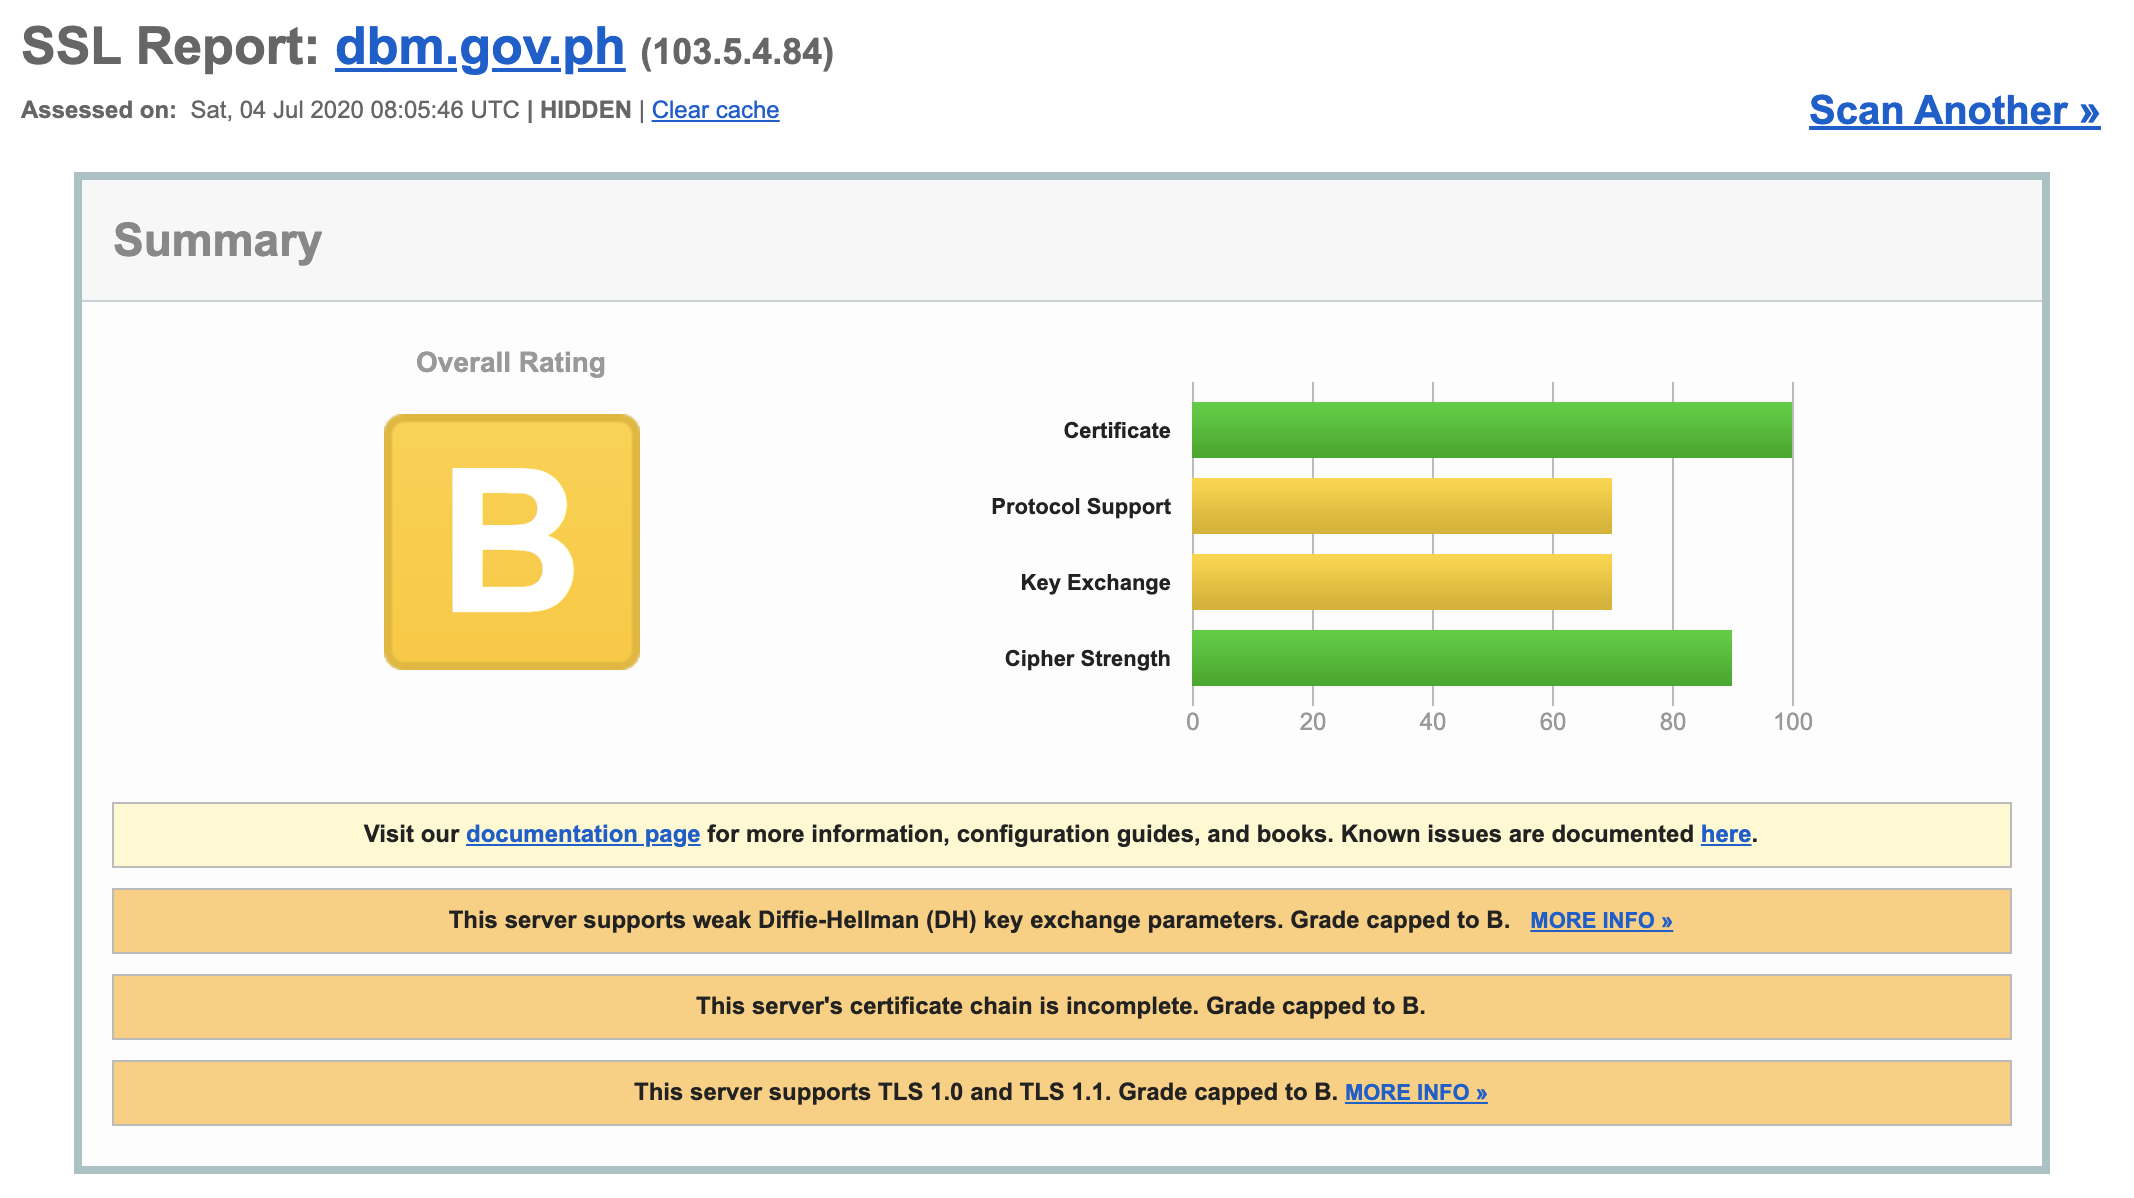 SSL Report: dbm.gov.ph (103.5.4.84)
Assessed on: Sat, 04 Jul 2020 08:05:46 UTC | HIDDEN | Clear cache
Scan Another »
Summary
Overall Rating
B
Certificate
Protocol Support
Key Exchange
Cipher Strength
0 20 40 60 80 100
Visit our documentation page for more information, configuration guides, and books. Known issues are documented here.
This server supports weak Diffie-Hellman (DH) key exchange parameters. Grade capped to B. MORE INFO »
This server's certificate chain is incomplete. Grade capped to B.
This server supports TLS 1.0 and TLS 1.1. Grade capped to B. MORE INFO »